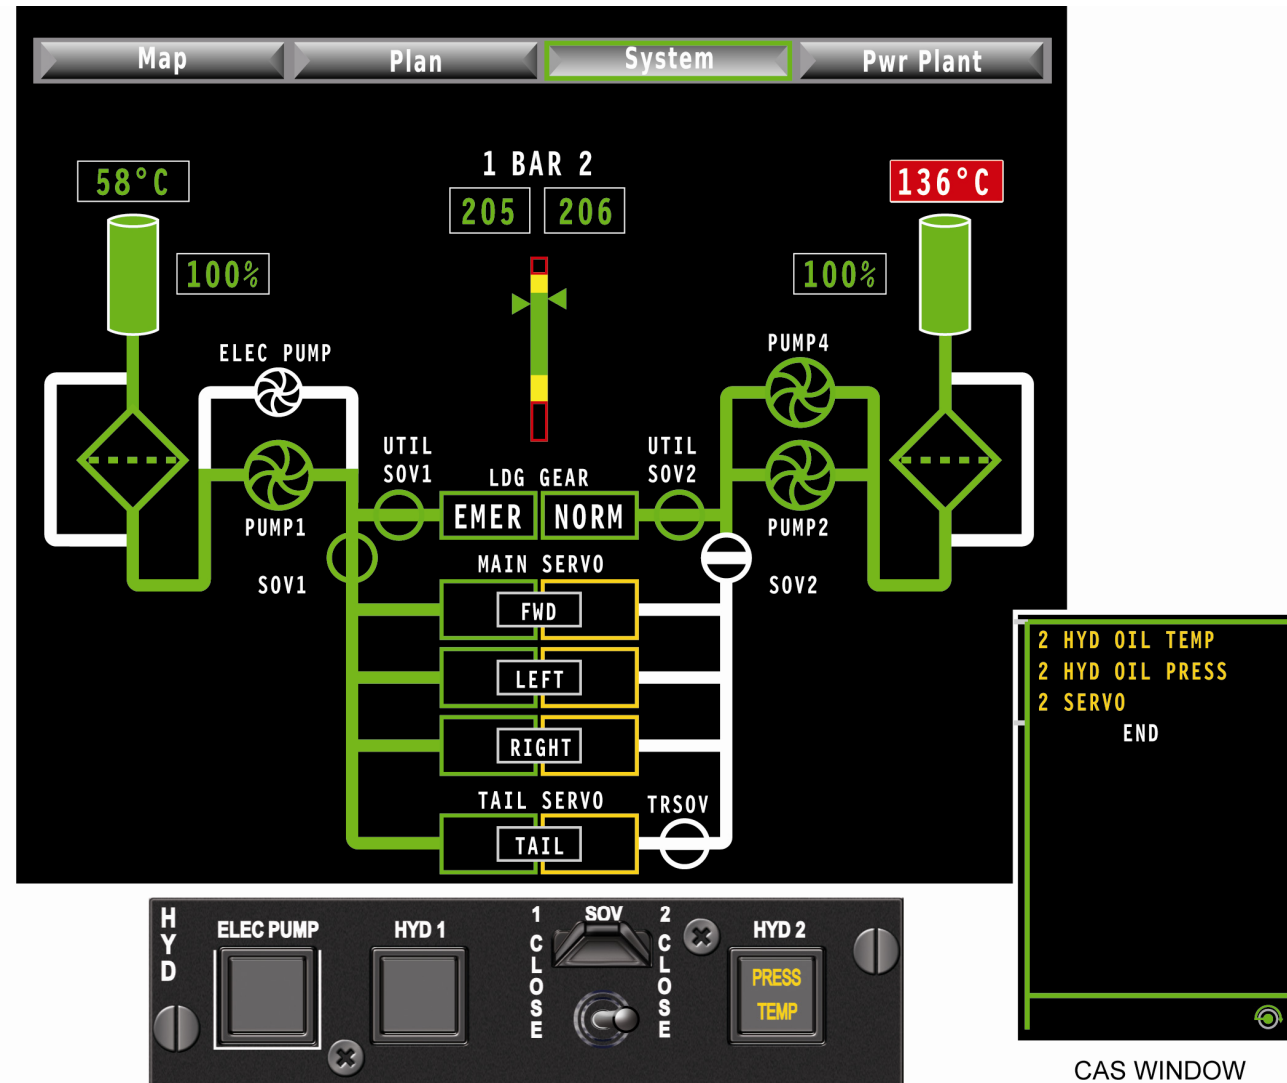 Map Plan System Pwr Plant
1 BAR 2
58°C 205 206 136°C
100% 100%
ELEC PUMP PUMP4
UTIL SOV1 UTIL SOV2
LDG GEAR
EMER NORM
PUMP1 PUMP2
MAIN SERVO
SOV1 SOV2
FWD
LEFT
RIGHT
TAIL SERVO TRSOV
TAIL
2 HYD OIL TEMP
2 HYD OIL PRESS
2 SERVO
END
HYD
ELEC PUMP HYD 1 1 CLOSE SOV 2 CLOSE HYD 2
PRESS
TEMP
CAS WINDOW